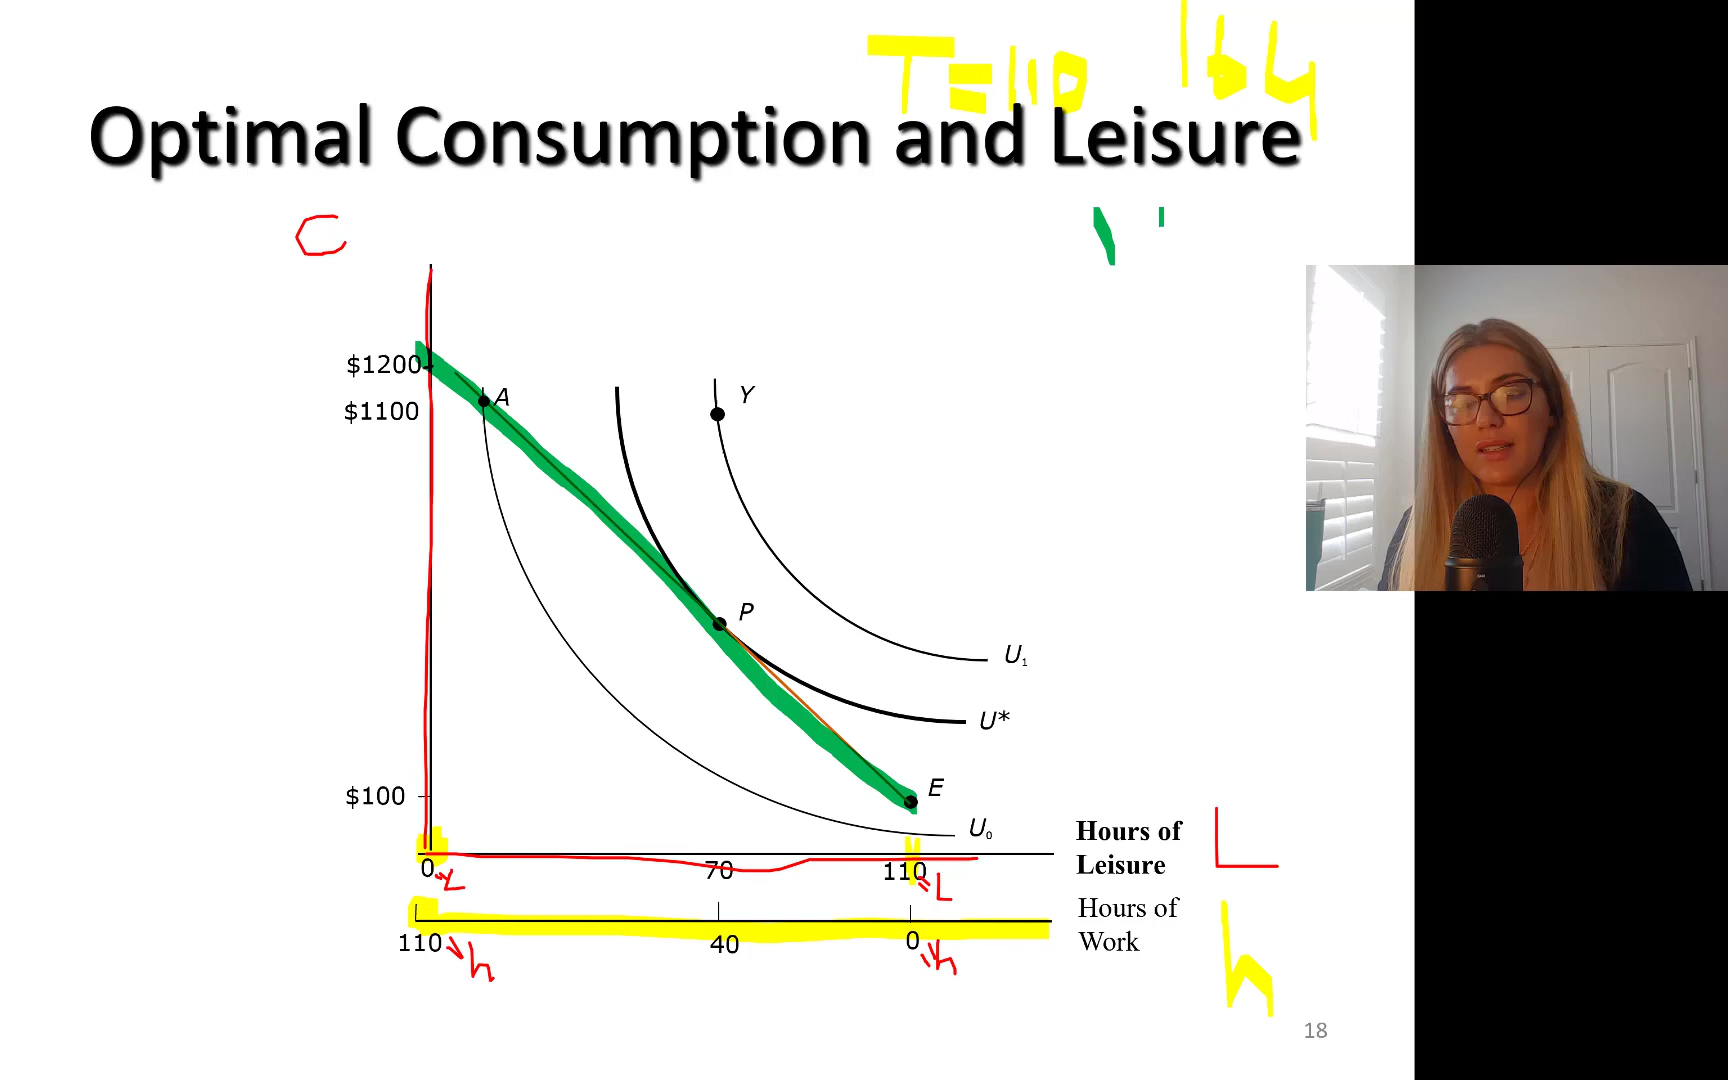 T=110 164
Optimal Consumption and Leisure
C
$1200
$1100
A
Y
P
U₁
U*
$100
E
U₀
0 70 110
=L =L
Hours of
Leisure
L
110 40 0
=h =h
Hours of
Work
h
18